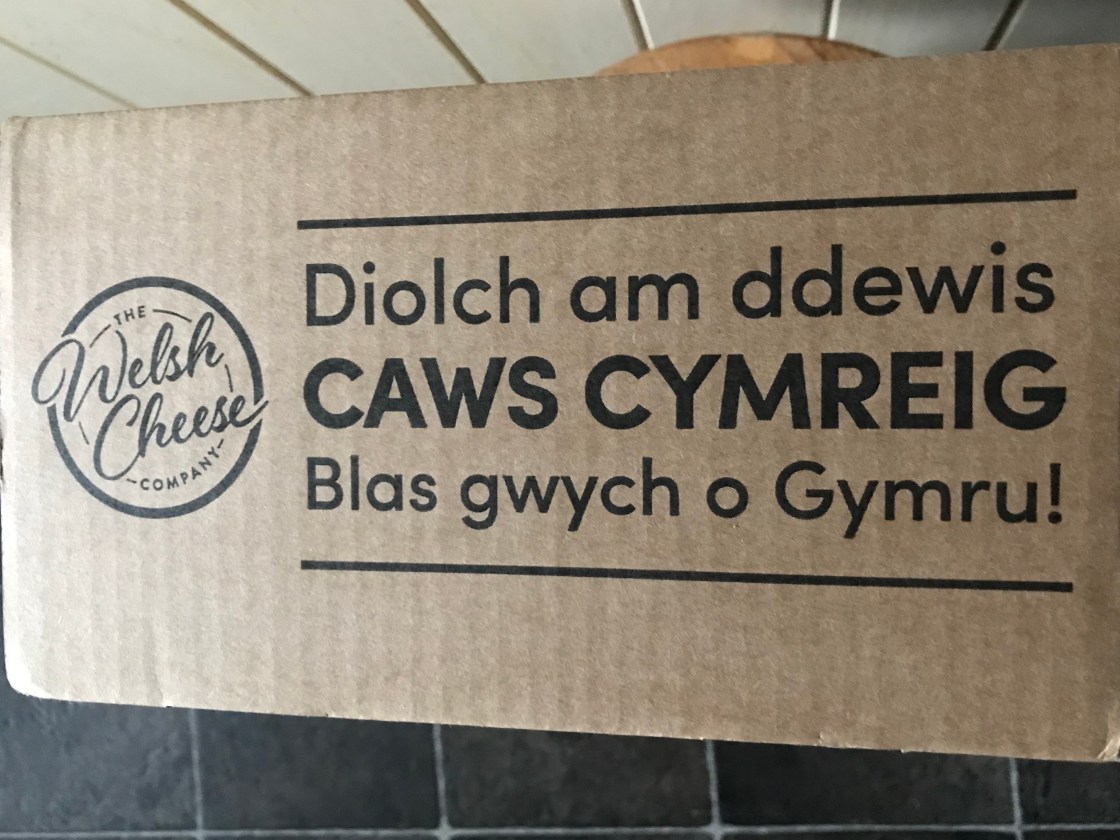 THE
Welsh
Cheese
COMPANY
Diolch am ddewis
CAWS CYMREIG
Blas gwych o Gymru!